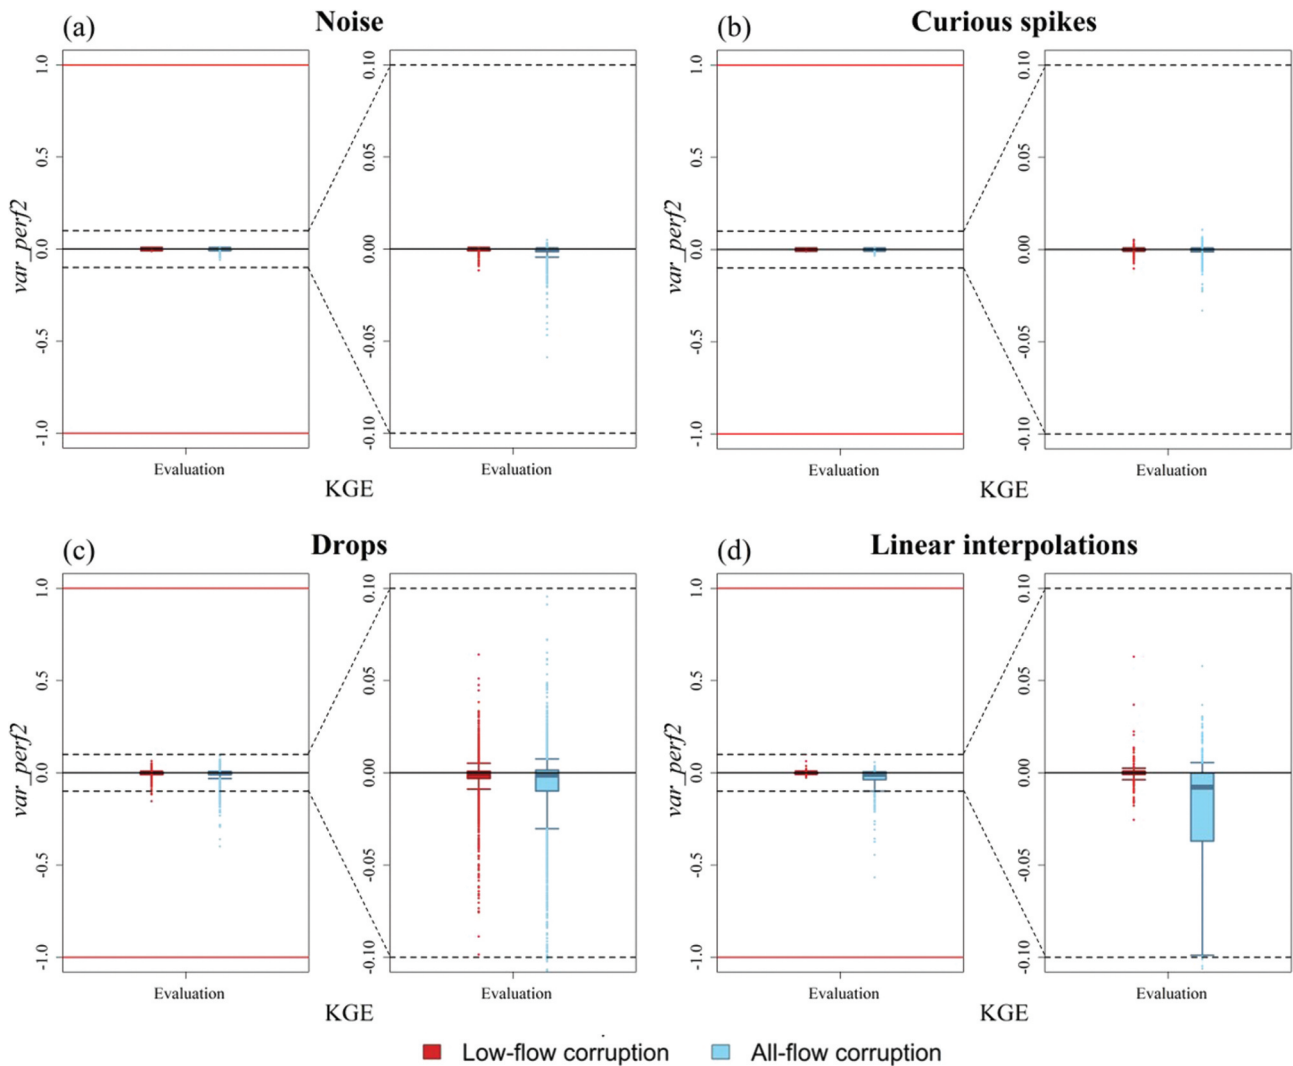 (a) Noise
1.0
0.5
0.0
-0.5
-1.0
var_perf2
Evaluation
0.10
0.05
0.00
-0.05
-0.10
Evaluation
KGE
(b) Curious spikes
1.0
0.5
0.0
-0.5
-1.0
var_perf2
Evaluation
0.10
0.05
0.00
-0.05
-0.10
Evaluation
KGE
(c) Drops
1.0
0.5
0.0
-0.5
-1.0
var_perf2
Evaluation
0.10
0.05
0.00
-0.05
-0.10
Evaluation
KGE
(d) Linear interpolations
1.0
0.5
0.0
-0.5
-1.0
var_perf2
Evaluation
0.10
0.05
0.00
-0.05
-0.10
Evaluation
KGE
Low-flow corruption
All-flow corruption